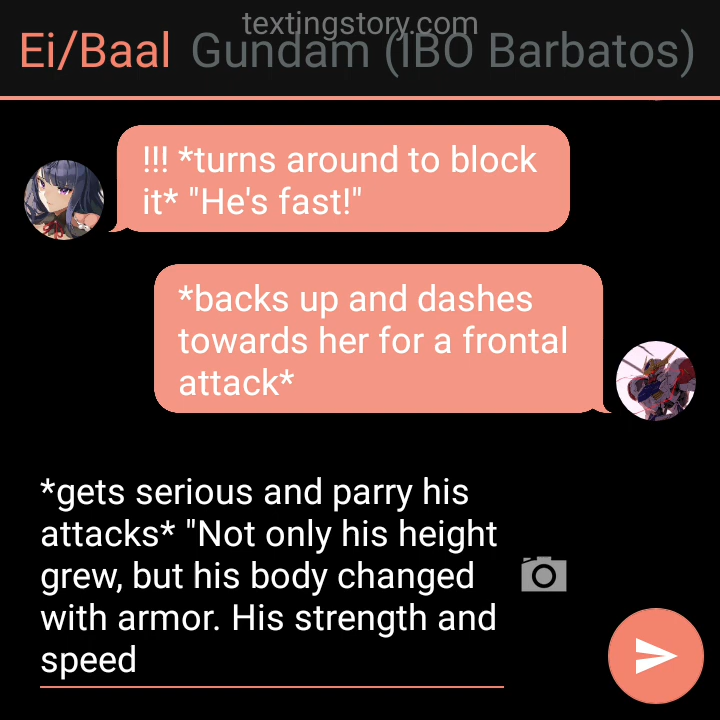 textingstory.com
Ei/Baal Gundam (IBO Barbatos)
!!! *turns around to block
it* "He's fast!"
*backs up and dashes
towards her for a frontal
attack*
*gets serious and parry his
attacks* "Not only his height
grew, but his body changed
with armor. His strength and
speed